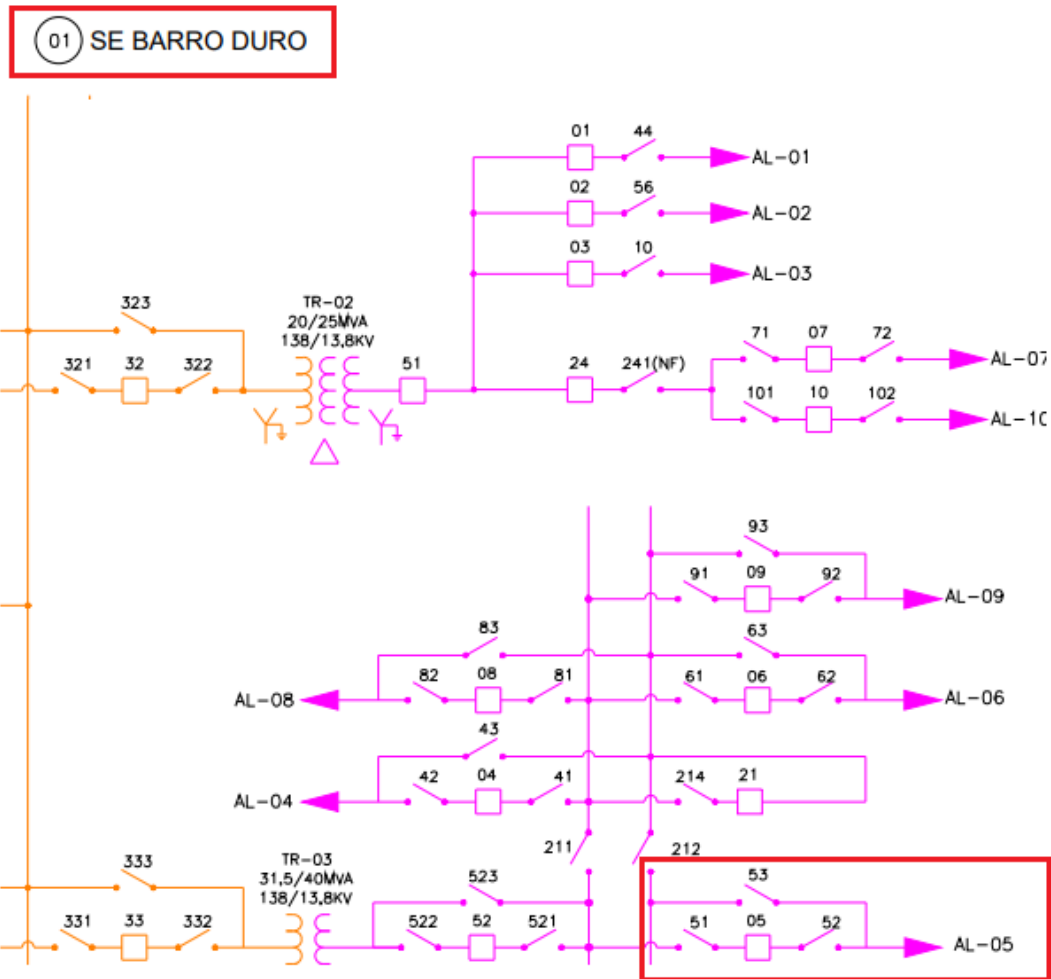 01 SE BARRO DURO
01 44
AL-01
02 56
AL-02
03 10
AL-03
323
TR-02
20/25MVA
138/13,8KV
321 32 322
51
24 241(NF)
71 07 72
AL-07
101 10 102
AL-10
93
91 09 92
AL-09
83
63
82 08 81
61 06 62
AL-08
AL-06
43
42 04 41
214 21
AL-04
211
212
333
TR-03
31,5/40MVA
138/13,8KV
523
53
331 33 332
522 52 521
51 05 52
AL-05